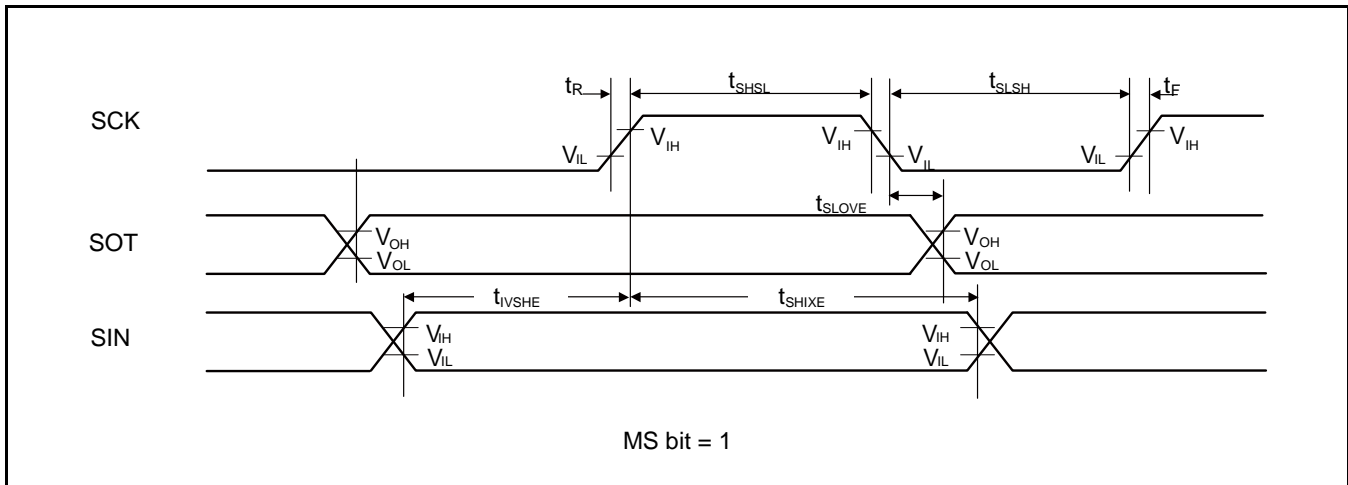 tR tSHSL tSLSH tF
SCK
VIH VIH VIH
VIL VIL VIL
tSLOVE
SOT
VOH VOH
VOL VOL
tIVSHE tSHIXE
SIN
VIH VIH
VIL VIL
MS bit = 1